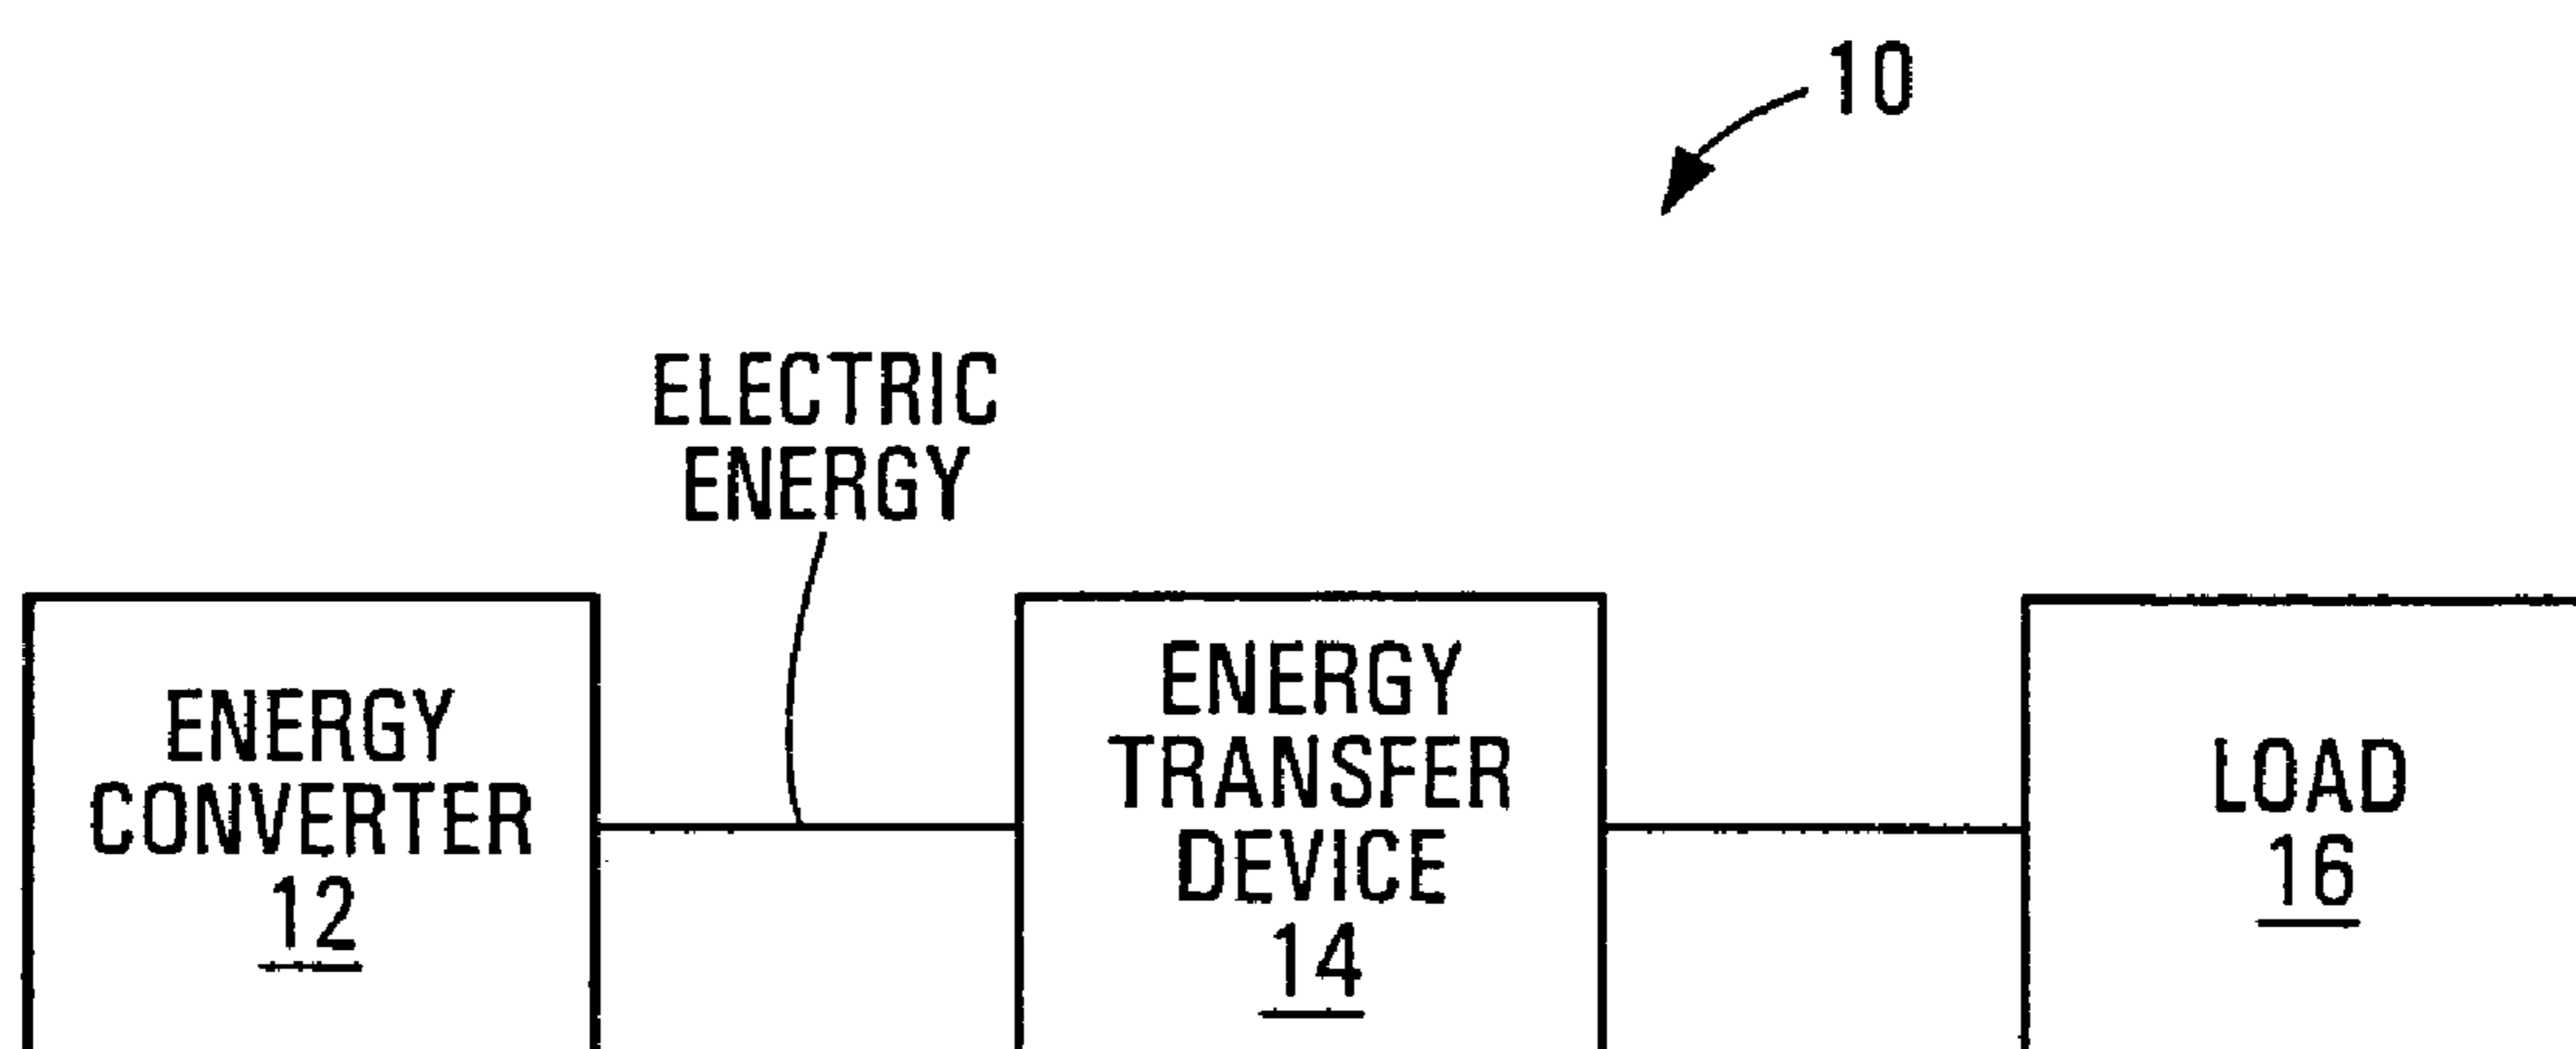 10
ELECTRIC
ENERGY
ENERGY
CONVERTER
12
ENERGY
TRANSFER
DEVICE
14
LOAD
16